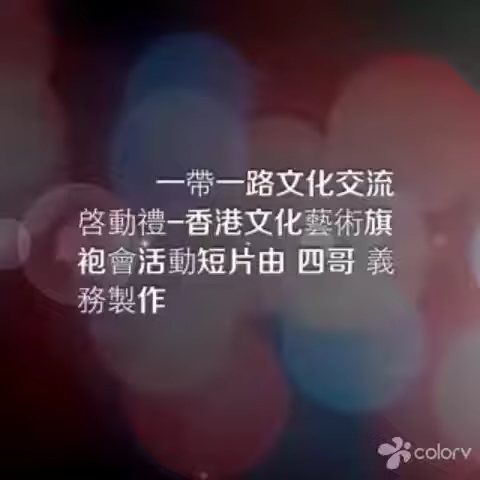 一帶一路文化交流
啓動禮-香港文化藝術旗
袍會活動短片由 四哥 義
務製作
colorv